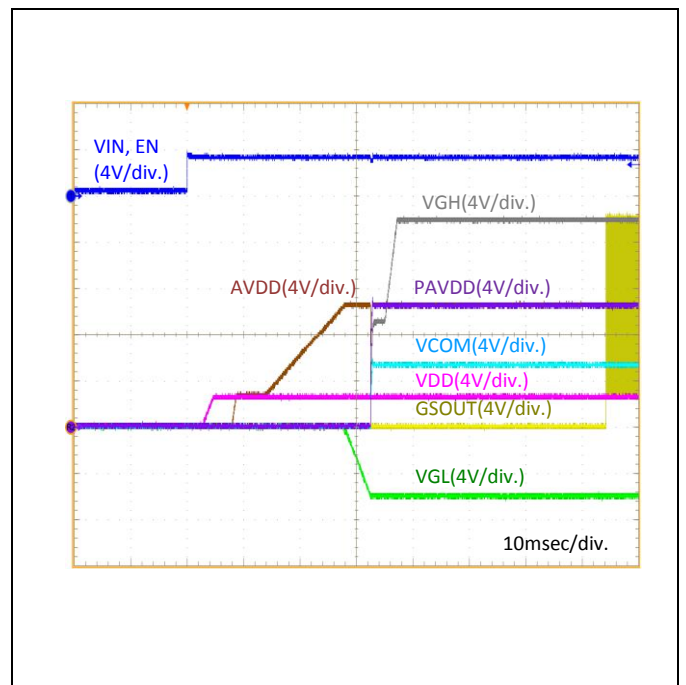 VIN, EN
(4V/div.)
VGH(4V/div.)
AVDD(4V/div.)
PAVDD(4V/div.)
VCOM(4V/div.)
VDD(4V/div.)
GSOUT(4V/div.)
VGL(4V/div.)
10msec/div.